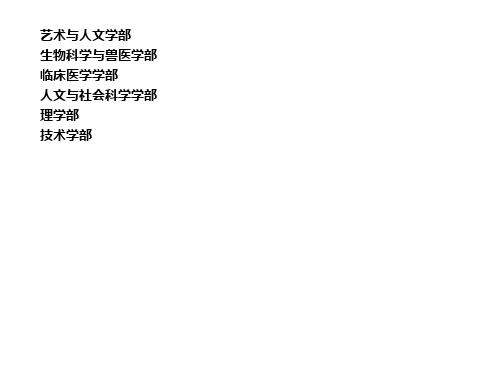 艺术与人文学部
生物科学与兽医学部
临床医学学部
人文与社会科学学部
理学部
技术学部